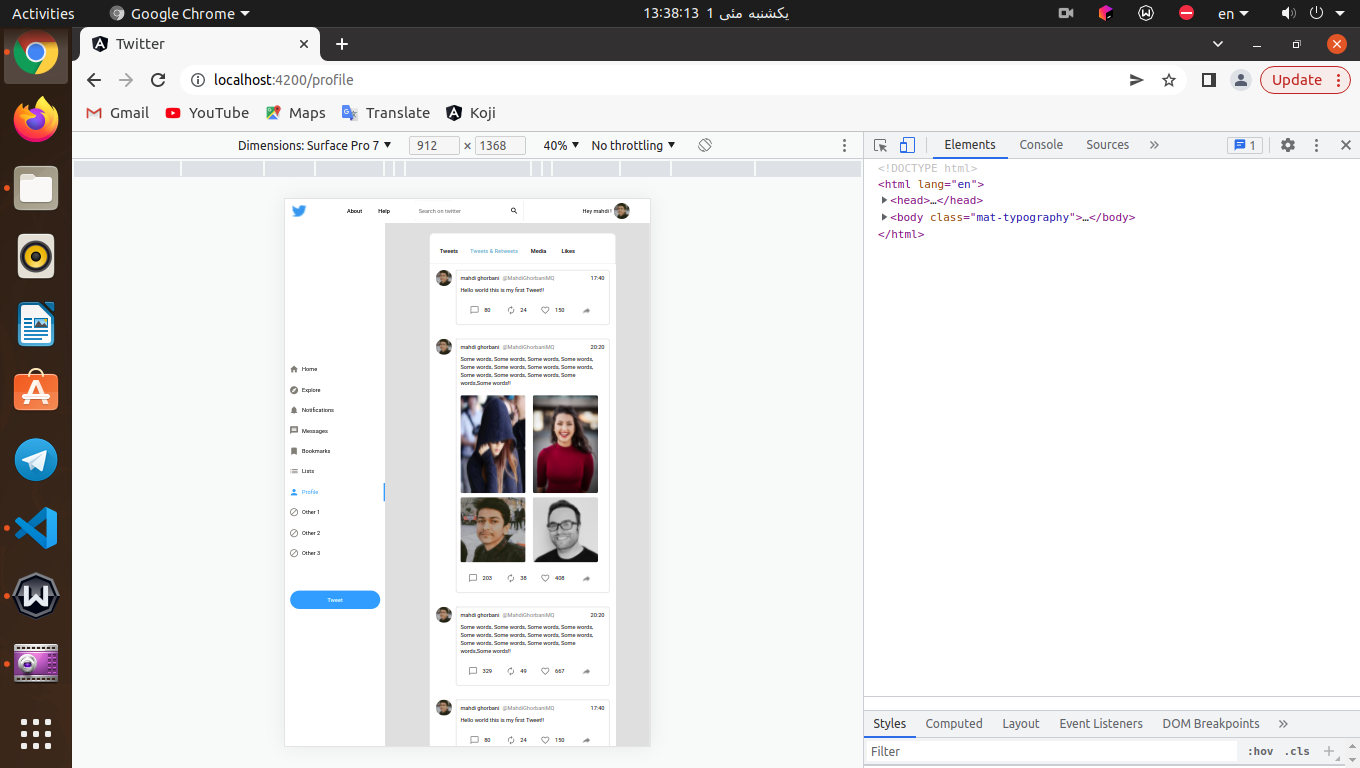 Activities
Google Chrome
یکشنبه مئی 1 13:38:13
en
Twitter
localhost:4200/profile
Update
Gmail
YouTube
Maps
Translate
Koji
Dimensions: Surface Pro 7
912 × 1368
40%
No throttling
Elements
Console
Sources
1
<!DOCTYPE html>
<html lang="en">
<head>…</head>
<body class="mat-typography">…</body>
</html>
About
Help
Search on twitter
Hey mahdi !
Tweets
Tweets & Retweets
Media
Likes
mahdi ghorbani @MahdiGhorbaniMQ 17:40
Hello world this is my first Tweet!!
80 24 150
mahdi ghorbani @MahdiGhorbaniMQ 20:20
Some words. Some words, Some words, Some words,
Some words. Some words, Some words, Some words,
Some words. Some words, Some words. Some
words,Some words!!
203 38 408
mahdi ghorbani @MahdiGhorbaniMQ 20:20
Some words. Some words, Some words. Some words,
Some words. Some words, Some words. Some words,
Some words. Some words, Some words. Some
words,Some words!!
329 49 667
mahdi ghorbani @MahdiGhorbaniMQ 17:40
Hello world this is my first Tweet!!
80 24 150
Home
Explore
Notifications
Messages
Bookmarks
Lists
Profile
Other 1
Other 2
Other 3
Tweet
Styles
Computed
Layout
Event Listeners
DOM Breakpoints
Filter
:hov .cls